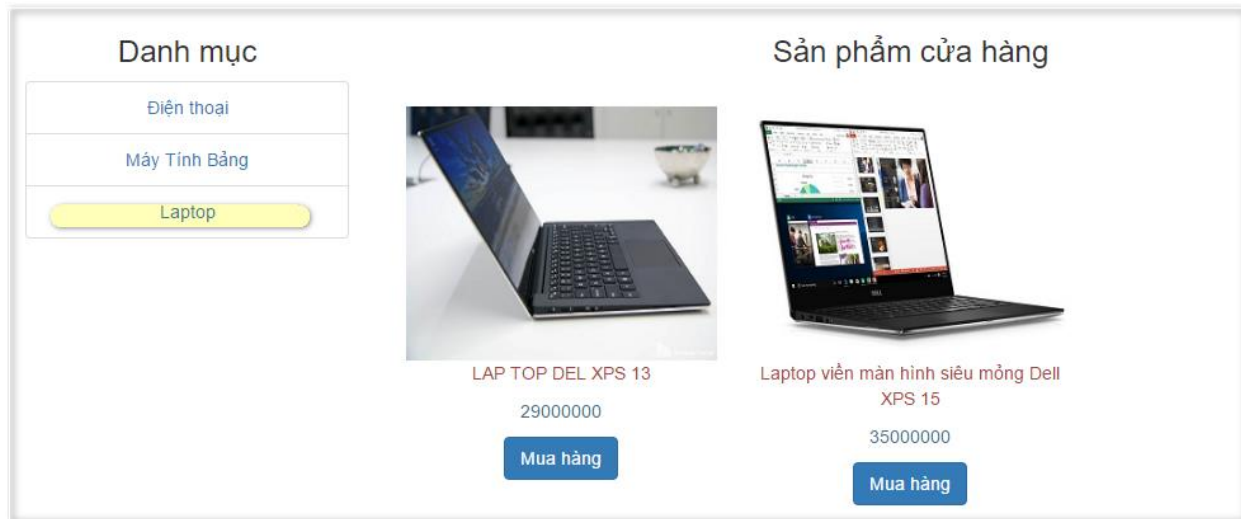 Danh mục
Điện thoại
Máy Tính Bảng
Laptop
Sản phẩm cửa hàng
LAP TOP DEL XPS 13
29000000
Mua hàng
Laptop viền màn hình siêu mỏng Dell
XPS 15
35000000
Mua hàng
DELL